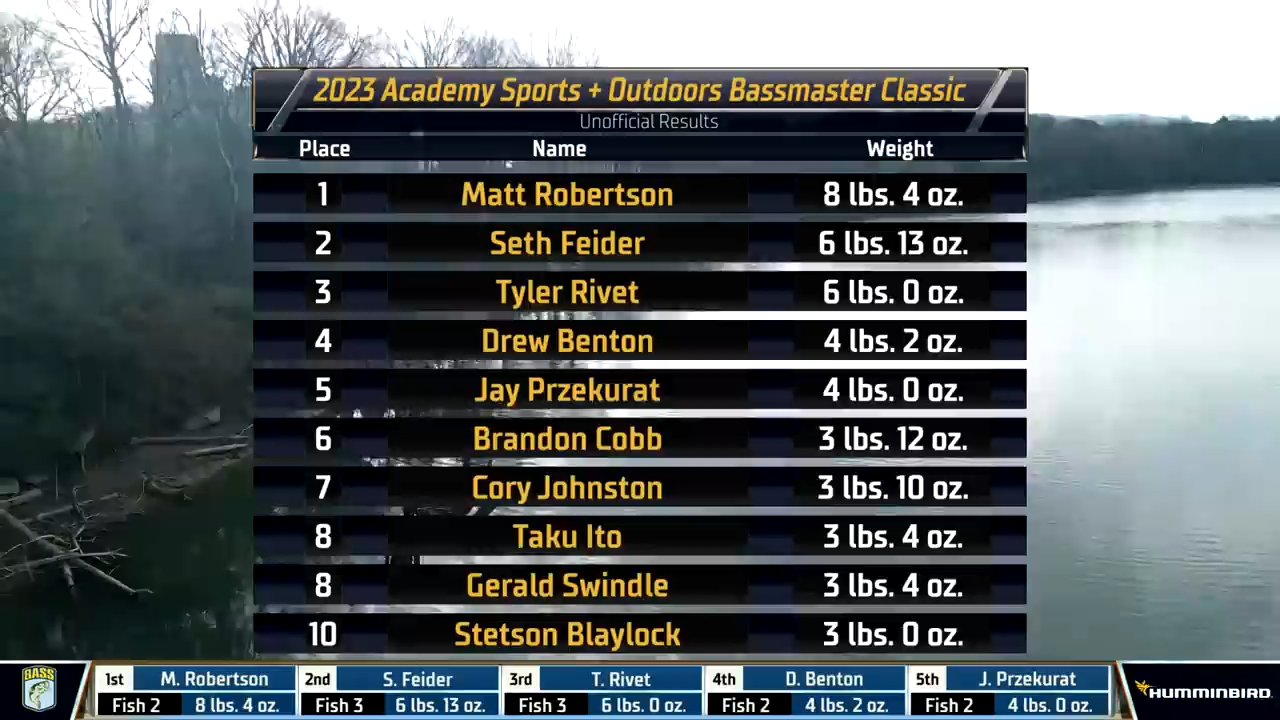 2023 Academy Sports + Outdoors Bassmaster Classic
Unofficial Results
Place Name Weight
1 Matt Robertson 8 lbs. 4 oz.
2 Seth Feider 6 lbs. 13 oz.
3 Tyler Rivet 6 lbs. 0 oz.
4 Drew Benton 4 lbs. 2 oz.
5 Jay Przekurat 4 lbs. 0 oz.
6 Brandon Cobb 3 lbs. 12 oz.
7 Cory Johnston 3 lbs. 10 oz.
8 Taku Ito 3 lbs. 4 oz.
8 Gerald Swindle 3 lbs. 4 oz.
10 Stetson Blaylock 3 lbs. 0 oz.
BASS
1st M. Robertson 2nd S. Feider 3rd T. Rivet 4th D. Benton 5th J. Przekurat
Fish 2 8 lbs. 4 oz. Fish 3 6 lbs. 13 oz. Fish 3 6 lbs. 0 oz. Fish 2 4 lbs. 2 oz. Fish 2 4 lbs. 0 oz.
HUMMINBIRD